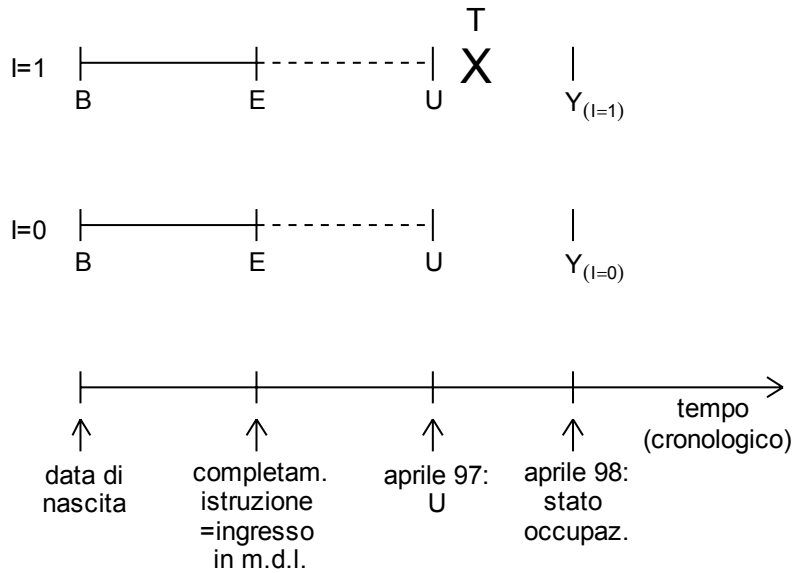 T
I=1
X
B E U Y(I=1)
I=0
B E U Y(I=0)
tempo
(cronologico)
data di
nascita
completam.
istruzione
=ingresso
in m.d.l.
aprile 97:
U
aprile 98:
stato
occupaz.